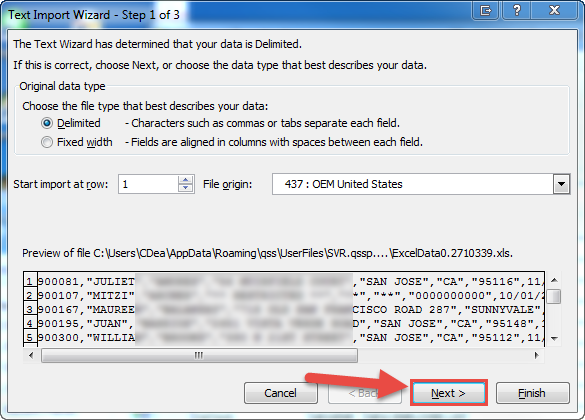 Text Import Wizard - Step 1 of 3
The Text Wizard has determined that your data is Delimited.
If this is correct, choose Next, or choose the data type that best describes your data.
Original data type
Choose the file type that best describes your data:
Delimited - Characters such as commas or tabs separate each field.
Fixed width - Fields are aligned in columns with spaces between each field.
Start import at row: 1 File origin: 437 : OEM United States
Preview of file C:\Users\CDea\AppData\Roaming\qss\UserFiles\SVR.qssp....\ExcelData0.2710339.xls.
1 900081,"JULIET ,"SAN JOSE","CA","95116",11/
2 900107,"MITZI" ","**","0000000000",10/01/2
3 900167,"MAUREE CISCO ROAD 287","SUNNYVALE",
4 900195,"JUAN", D","SAN JOSE","CA","95148",1
5 900300,"WILLIA ,"SAN JOSE","CA","95112",11/
Cancel < Back Next > Finish